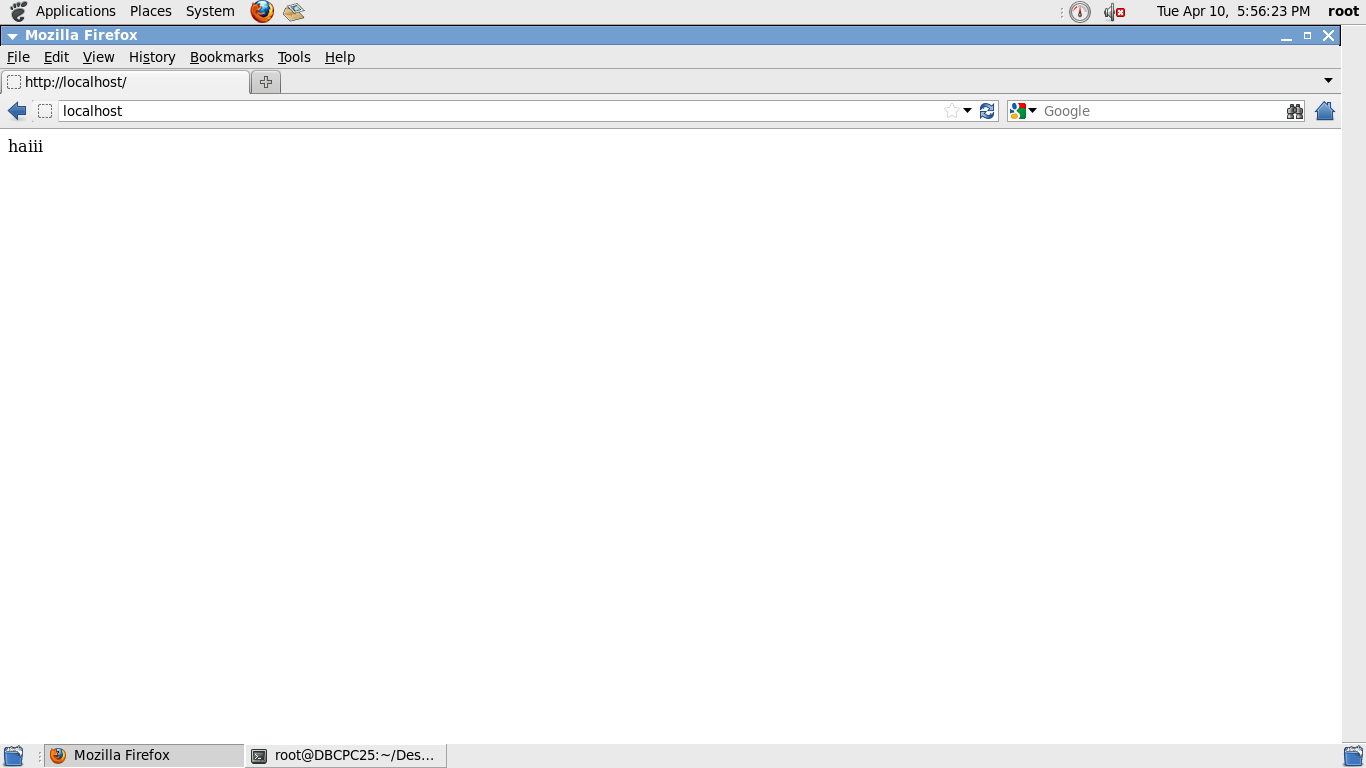 Applications Places System Tue Apr 10, 5:56:23 PM root
Mozilla Firefox
File Edit View History Bookmarks Tools Help
http://localhost/
localhost Google
haiii
Mozilla Firefox root@DBCPC25:~/Des...